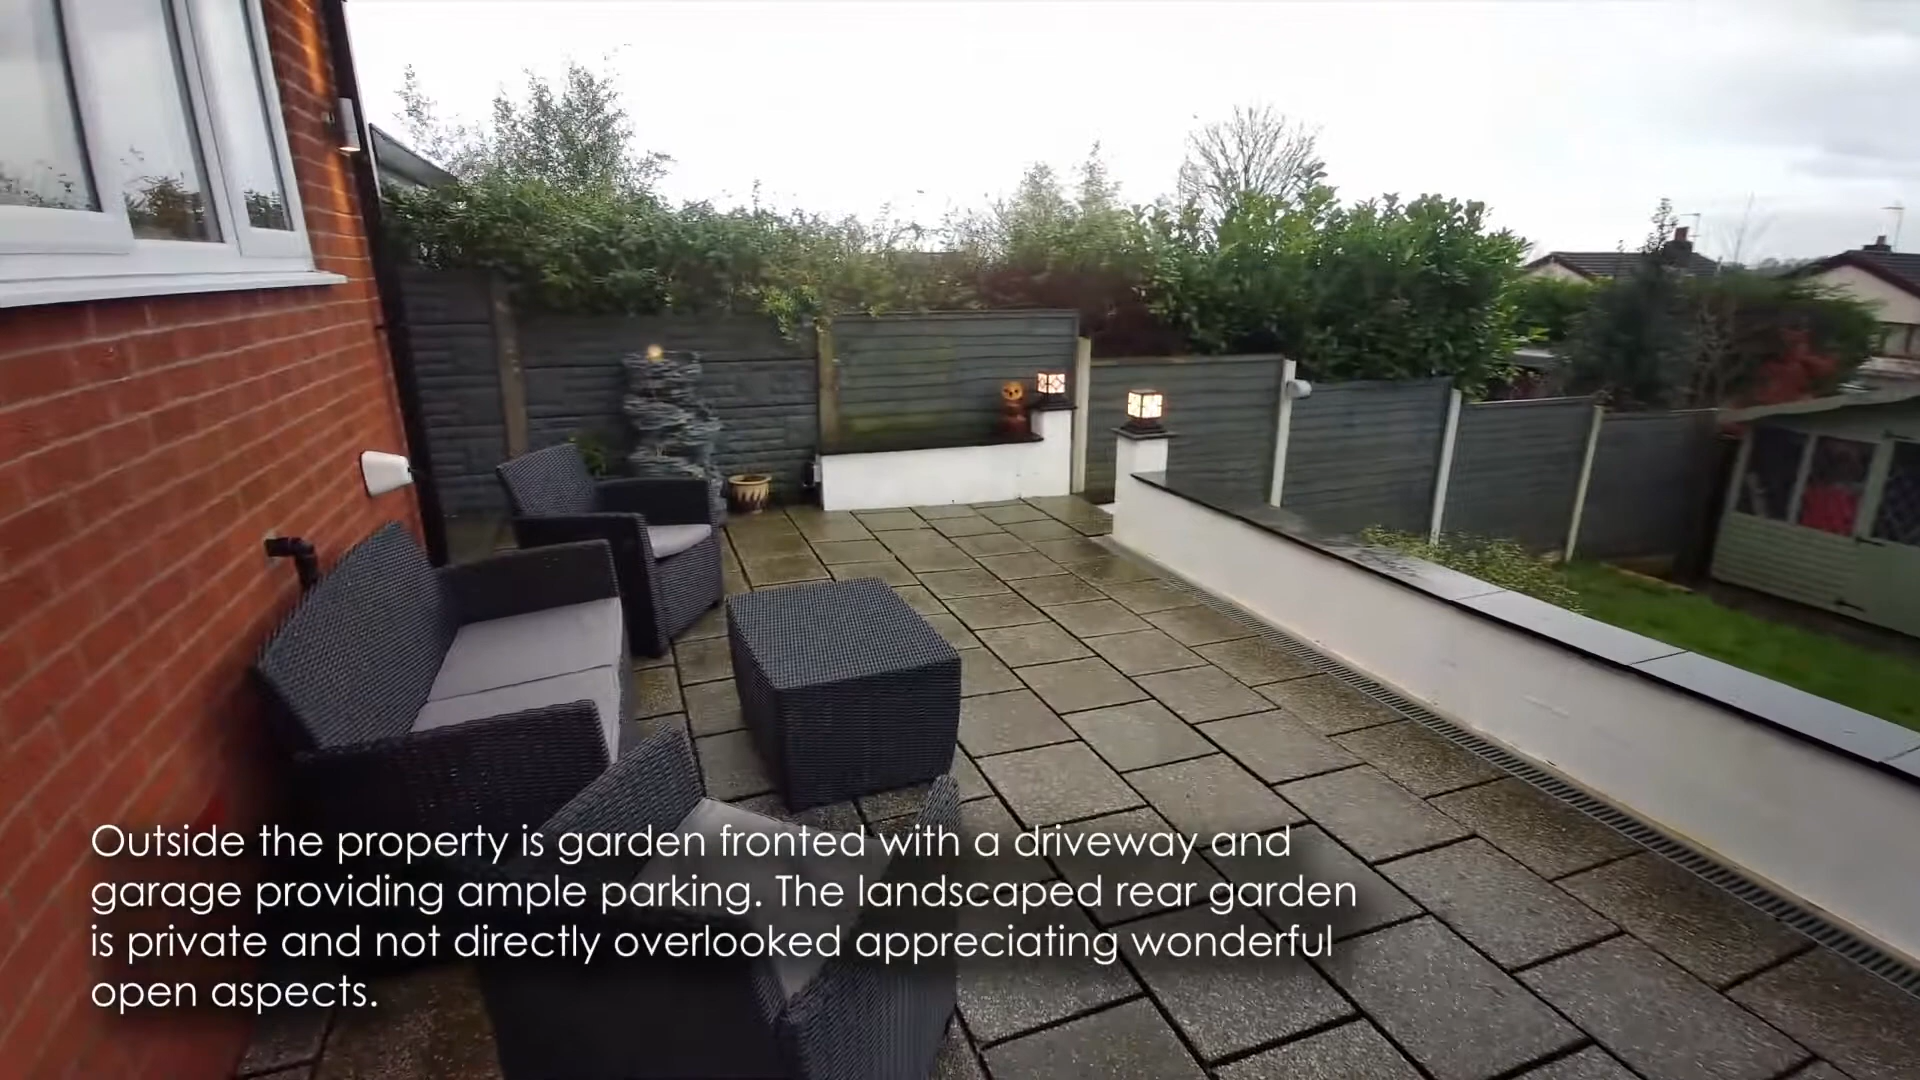 Outside the property is garden fronted with a driveway and
garage providing ample parking. The landscaped rear garden
is private and not directly overlooked appreciating wonderful
open aspects.